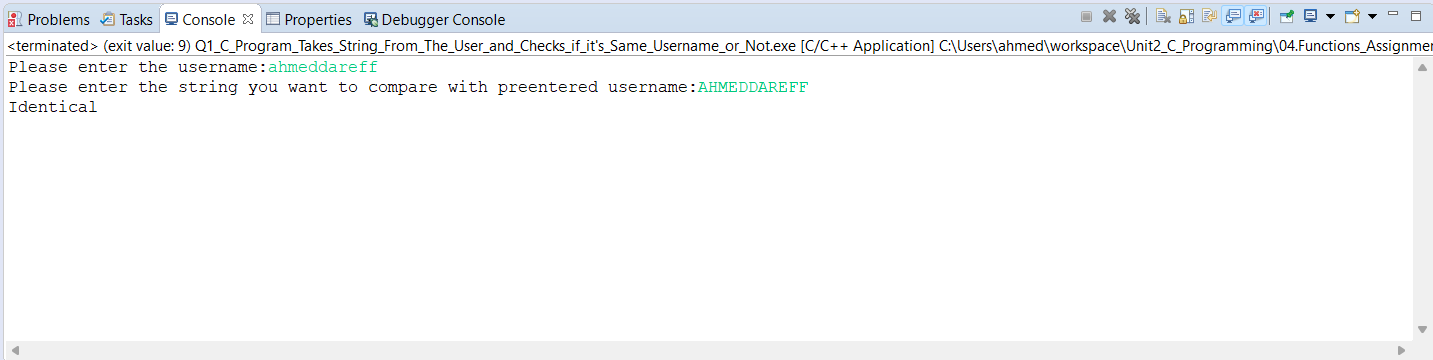 Problems Tasks Console Properties Debugger Console
<terminated> (exit value: 9) Q1_C_Program_Takes_String_From_The_User_and_Checks_if_it's_Same_Username_or_Not.exe [C/C++ Application] C:\Users\ahmed\workspace\Unit2_C_Programming\04.Functions_Assignme
Please enter the username:ahmeddareff
Please enter the string you want to compare with preentered username:AHMEDDAREFF
Identical